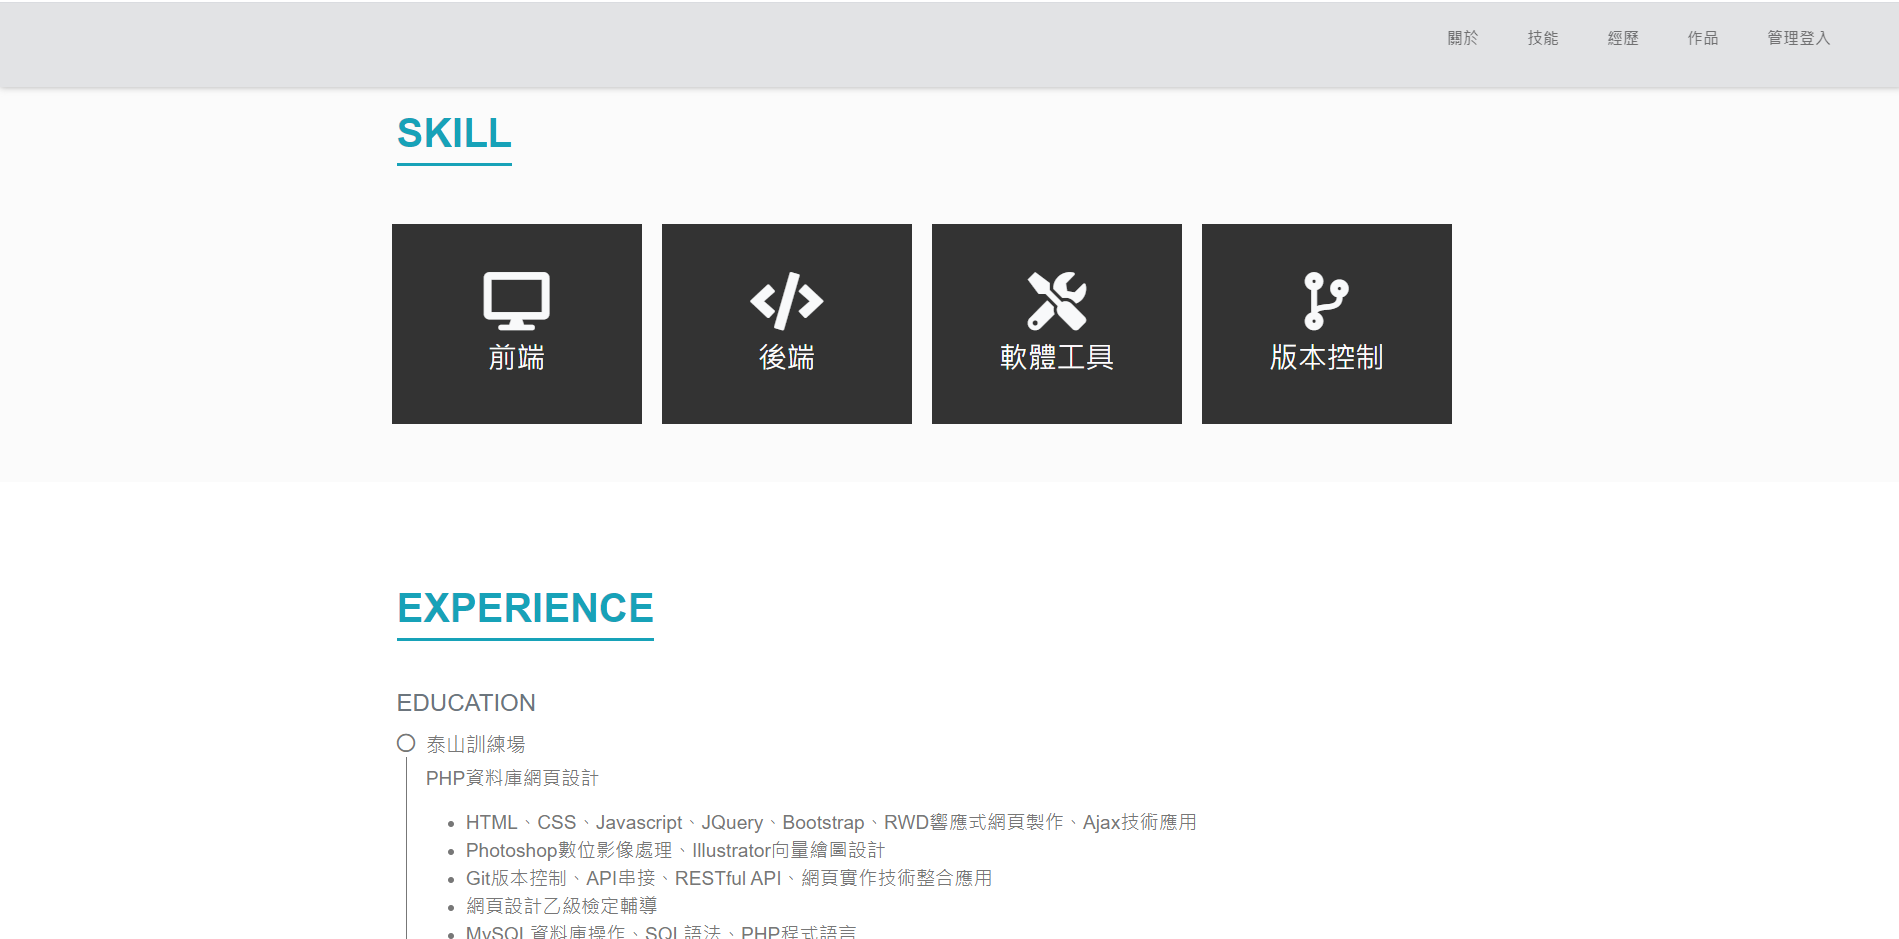 關於 技能 經歷 作品 管理登入
SKILL
前端 後端 軟體工具 版本控制
EXPERIENCE
EDUCATION
泰山訓練場
PHP資料庫網頁設計
HTML、CSS、Javascript、JQuery、Bootstrap、RWD響應式網頁製作、Ajax技術應用
Photoshop數位影像處理、Illustrator向量繪圖設計
Git版本控制、API串接、RESTful API、網頁實作技術整合應用
網頁設計乙級檢定輔導
MySQL資料庫操作、SQL語法、PHP程式語言